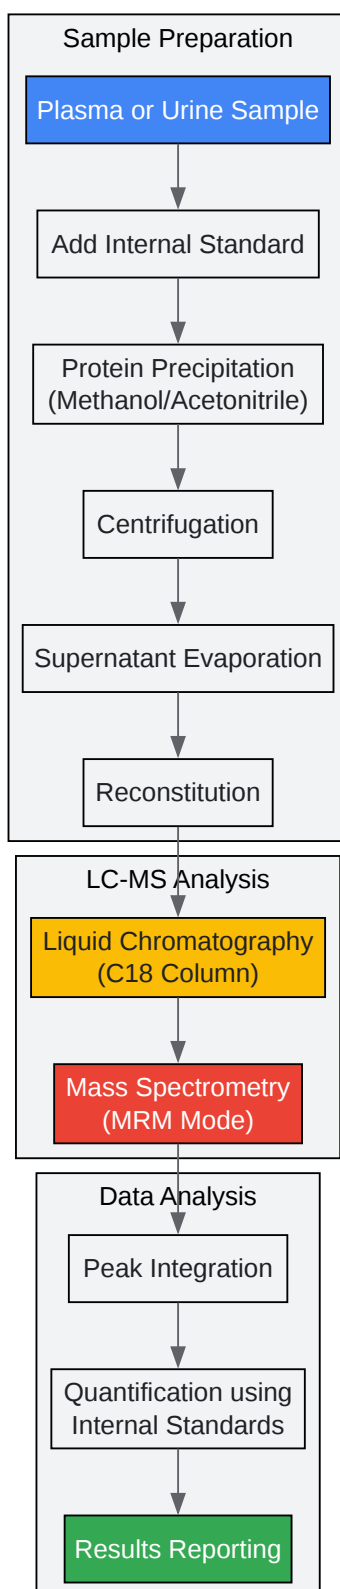 Sample Preparation
Plasma or Urine Sample
Add Internal Standard
Protein Precipitation
(Methanol/Acetonitrile)
Centrifugation
Supernatant Evaporation
Reconstitution
LC-MS Analysis
Liquid Chromatography
(C18 Column)
Mass Spectrometry
(MRM Mode)
Data Analysis
Peak Integration
Quantification using
Internal Standards
Results Reporting